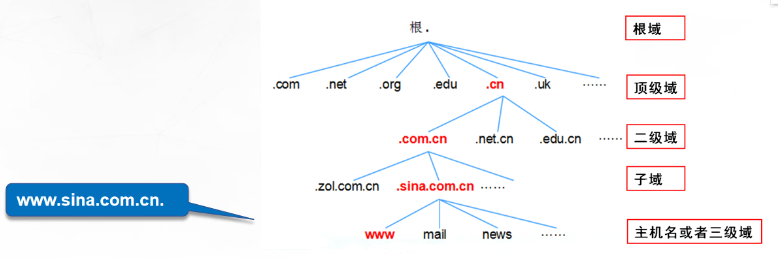 根. 根域
.com .net .org .edu .cn .uk …… 顶级域
.com.cn .net.cn .edu.cn …… 二级域
.zol.com.cn .sina.com.cn …… 子域
www.sina.com.cn.
www mail news …… 主机名或者三级域